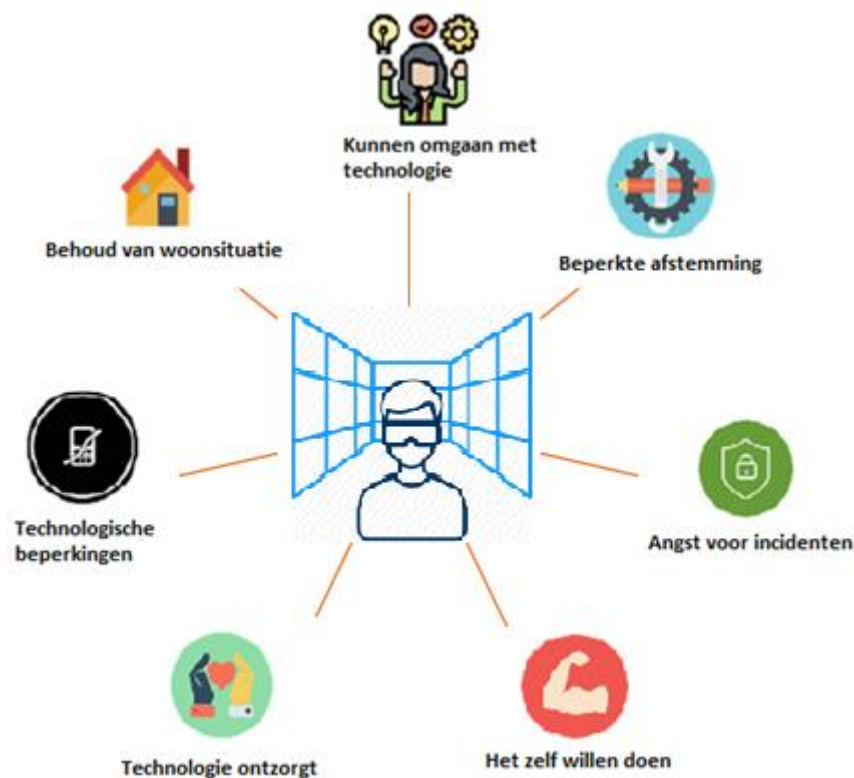 Kunnen omgaan met
technologie
Behoud van woonsituatie
Beperkte afstemming
Technologische
beperkingen
Angst voor incidenten
Technologie ontzorgt
Het zelf willen doen